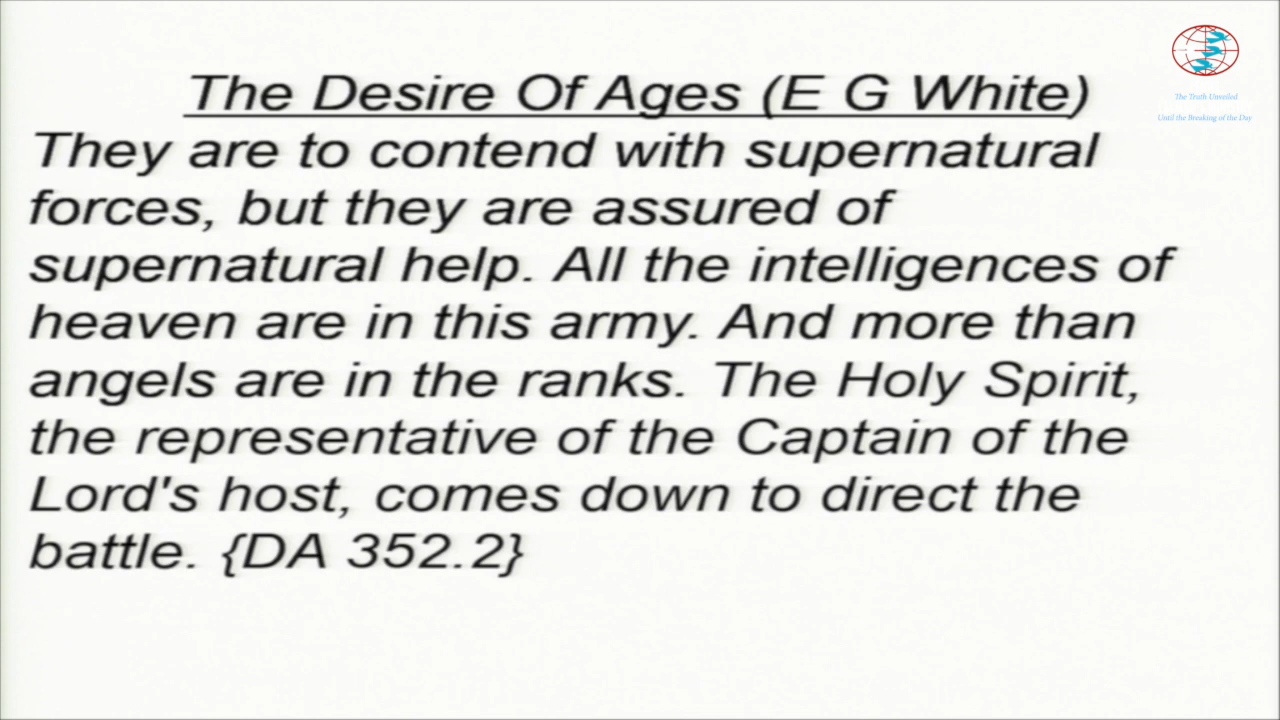 The Desire Of Ages (E G White)
They are to contend with supernatural
forces, but they are assured of
supernatural help. All the intelligences of
heaven are in this army. And more than
angels are in the ranks. The Holy Spirit,
the representative of the Captain of the
Lord's host, comes down to direct the
battle. {DA 352.2}
The Truth Unveiled
Until the Breaking of the Day